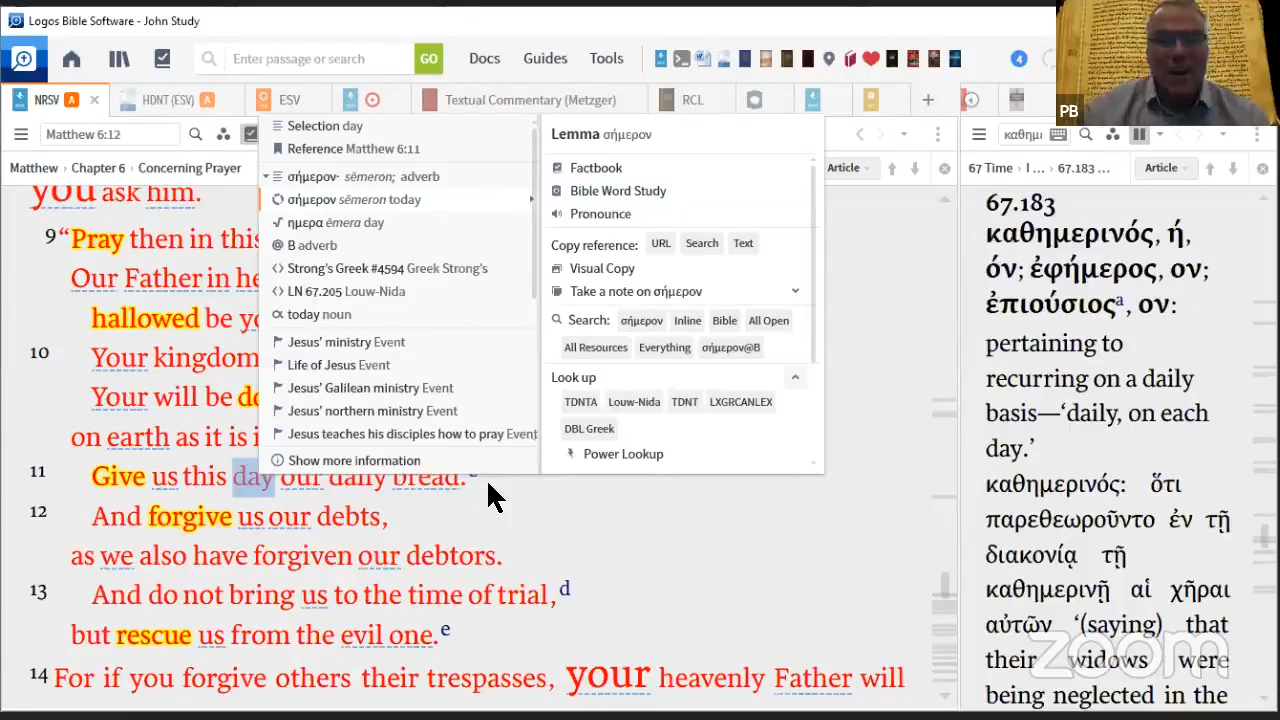 Logos Bible Software - John Study
Enter passage or search
GO
Docs
Guides
Tools
4
NRSV A
HDNT (ESV) A
ESV
Textual Commentary (Metzger)
RCL
PB
Matthew 6:12
Matthew › Chapter 6 › Concerning Prayer
you ask him.
9 “Pray then in this
Our Father in he
hallowed be yo
10 Your kingdom
Your will be do
on earth as it is i
11 Give us this day our daily bread.
12 And forgive us our debts,
as we also have forgiven our debtors.
13 And do not bring us to the time of trial, d
but rescue us from the evil one. e
14 For if you forgive others their trespasses, your heavenly Father will
Selection day
Reference Matthew 6:11
σήμερον· sēmeron; adverb
σήμερον sēmeron today
ημερα ēmera day
@ B adverb
Strong's Greek #4594 Greek Strong's
LN 67.205 Louw-Nida
today noun
Jesus' ministry Event
Life of Jesus Event
Jesus' Galilean ministry Event
Jesus' northern ministry Event
Jesus teaches his disciples how to pray Event
Show more information
Lemma σήμερον
Factbook
Bible Word Study
Pronounce
Copy reference: URL Search Text
Visual Copy
Take a note on σήμερον
Search: σήμερον Inline Bible All Open
All Resources Everything σήμερον@B
Look up
TDNTA Louw-Nida TDNT LXGRCANLEX
DBL Greek
Power Lookup
Article
καθημι
67 Time › I ... › 67.183 ...
Article
67.183
καθημερινός, ή,
όν; ἐφήμερος, ον;
ἐπιούσιος a, ον:
pertaining to
recurring on a daily
basis—‘daily, on each
day.’
καθημερινός: ὅτι
παρεθεωροῦντο ἐν τῇ
διακονίᾳ τῇ
καθημερινῇ αἱ χῆραι
αὐτῶν ‘(saying) that
their widows were
being neglected in the
zoom